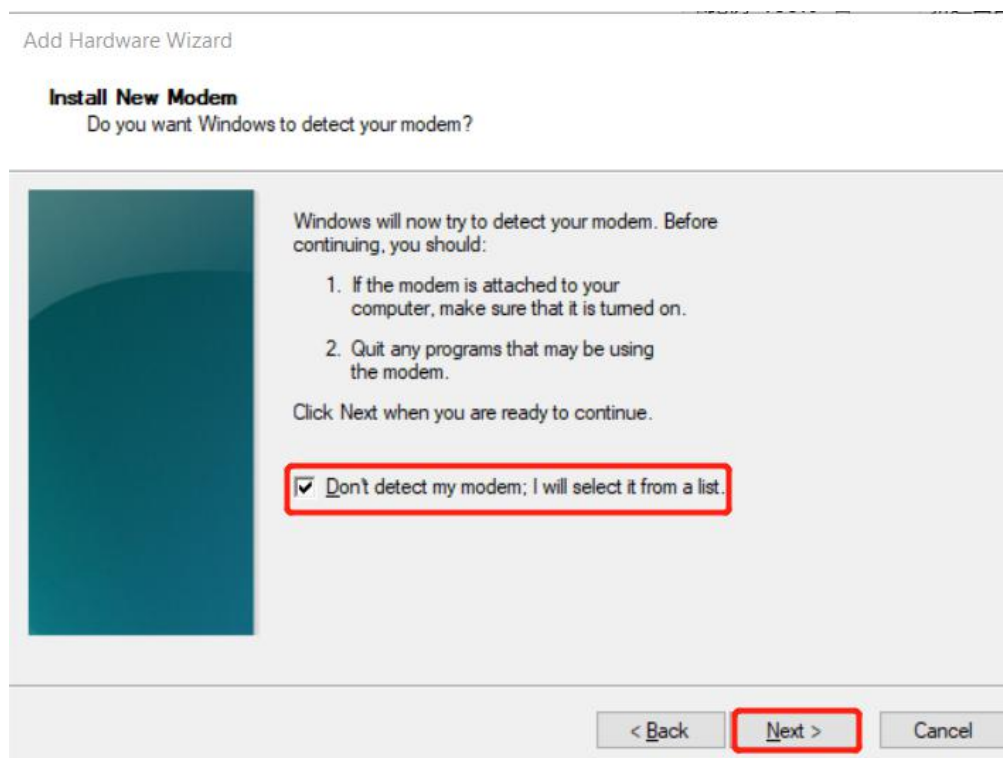 Add Hardware Wizard
Install New Modem
Do you want Windows to detect your modem?
Windows will now try to detect your modem. Before
continuing, you should:
1. If the modem is attached to your
computer, make sure that it is turned on.
2. Quit any programs that may be using
the modem.
Click Next when you are ready to continue.
Don't detect my modem; I will select it from a list.
< Back
Next >
Cancel